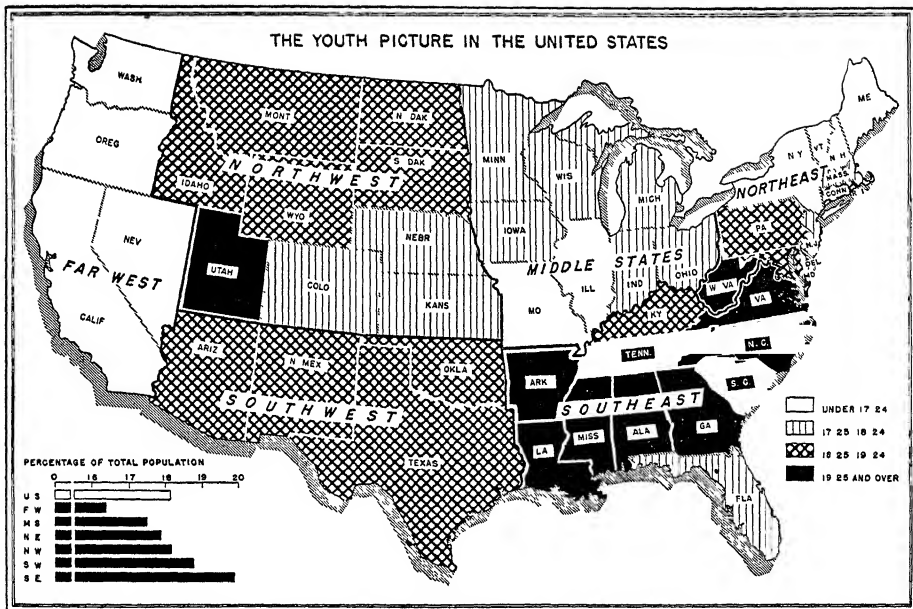 THE YOUTH PICTURE IN THE UNITED STATES
WASH
OREG
CALIF
NEV
FAR WEST
IDAHO
MONT
WYO
N DAK
S DAK
NORTHWEST
UTAH
COLO
NEBR
KANS
ARIZ
N MEX
OKLA
TEXAS
SOUTHWEST
MINN
WIS
MICH
IOWA
MO
ILL
IND
OHIO
MIDDLE STATES
ME
N Y
VT
N H
MASS
CONN
NORTHEAST
PA
N.J.
DEL
MD
W VA
VA
KY
TENN.
N. C.
S. C.
ARK
LA
MISS
ALA
GA
FLA
SOUTHEAST
UNDER 17 24
17 25 18 24
18 25 19 24
19 25 AND OVER
PERCENTAGE OF TOTAL POPULATION
0 16 17 18 19 20
U S
F W
M S
N E
N W
S W
S E